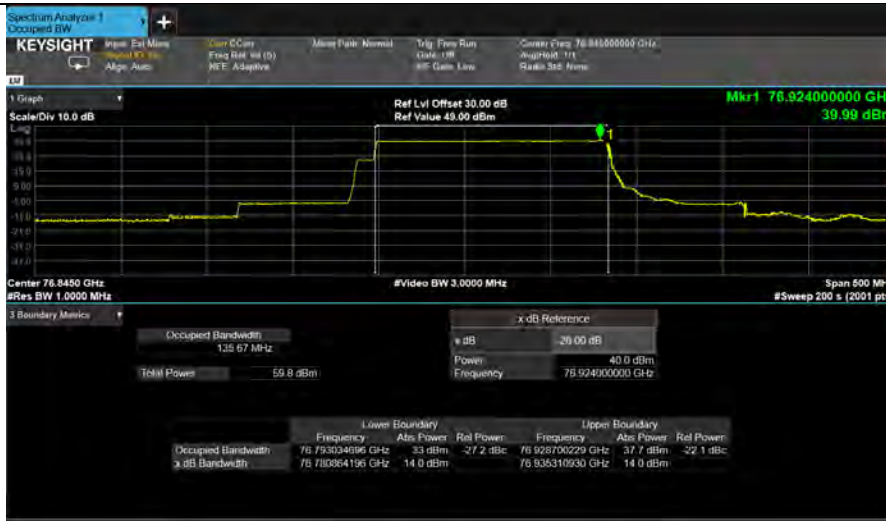 Spectrum Analyzer 1
Occupied BW
+
KEYSIGHT Input: Ext Mixer
Align: Auto
Corr CCorr
Freq Ref: Int (S)
NFE: Adaptive
Mixer Path: Normal
Trig: Free Run
Gate: Off
#IF Gain: Low
Center Freq: 76.845000000 GHz
Avg|Hold: 1/1
Radio Std: None
1 Graph
Scale/Div 10.0 dB
Ref Lvl Offset 30.00 dB
Ref Value 49.00 dBm
Mkr1 76.924000000 GH
39.99 dBr
Log
1
Center 76.8450 GHz
#Res BW 1.0000 MHz
#Video BW 3.0000 MHz
Span 500 MH
#Sweep 200 s (2001 pt
3 Boundary Metrics
Occupied Bandwidth
135.67 MHz
Total Power 59.8 dBm
x dB Reference
x dB -26.00 dB
Power 40.0 dBm
Frequency 76.924000000 GHz
Lower Boundary Upper Boundary
Frequency Abs Power Rel Power Frequency Abs Power Rel Power
Occupied Bandwidth 76.793034696 GHz 33 dBm -27.2 dBc 76.928700229 GHz 37.7 dBm -22.1 dBc
x dB Bandwidth 76.780864196 GHz 14.0 dBm 76.935310930 GHz 14.0 dBm